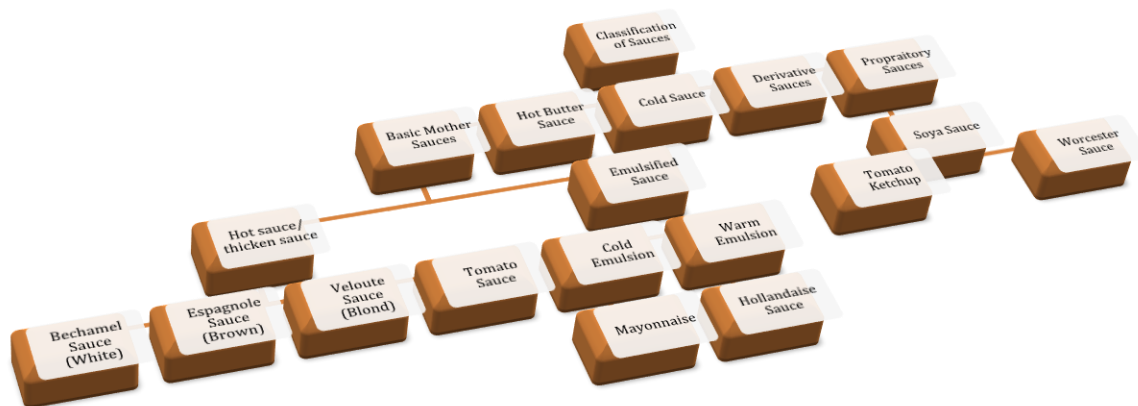 Classification
of Sauces
Basic Mother
Sauces
Hot Butter
Sauce
Cold Sauce
Derivative
Sauces
Propraitory
Sauces
Hot sauce/
thicken sauce
Emulsified
Sauce
Soya Sauce
Tomato
Ketchup
Worcester
Sauce
Bechamel
Sauce
(White)
Espagnole
Sauce
(Brown)
Veloute
Sauce
(Blond)
Tomato
Sauce
Cold
Emulsion
Warm
Emulsion
Mayonnaise
Hollandaise
Sauce